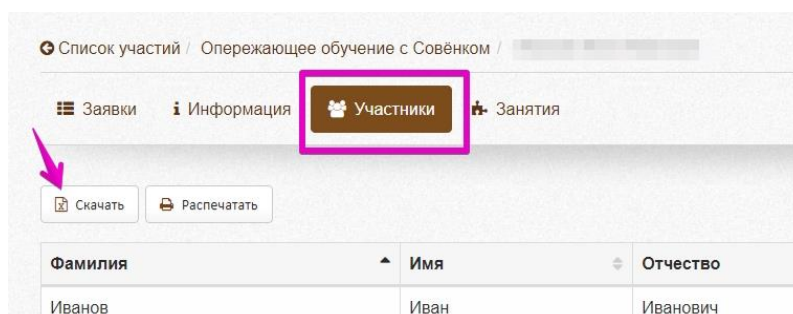 Список участий / Опережающее обучение с Совёнком /
Заявки Информация Участники Занятия
Скачать Распечатать
Фамилия Имя Отчество
Иванов Иван Иванович